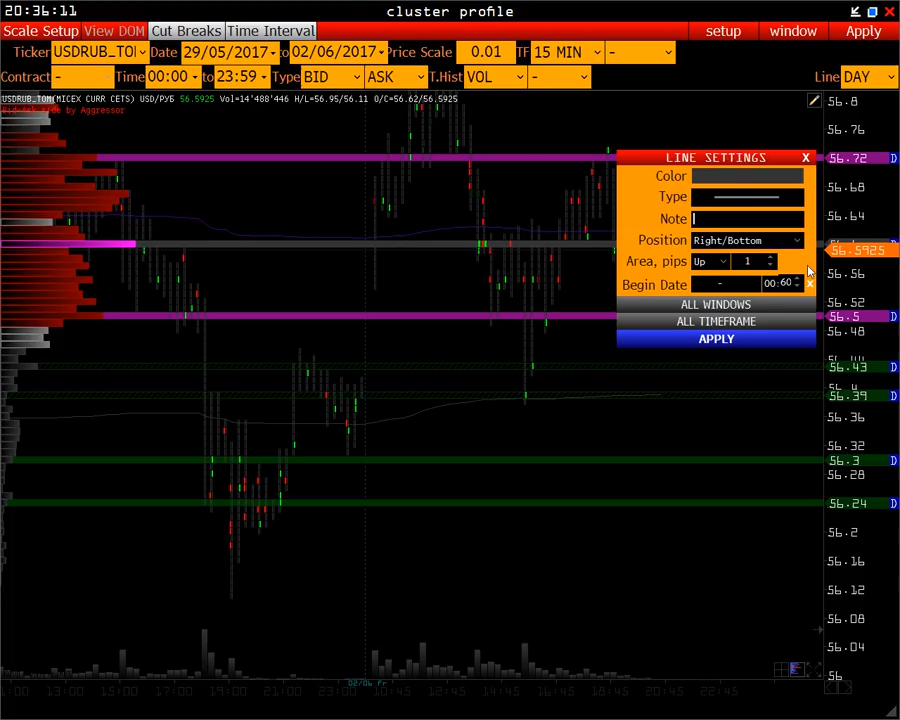 20:36:11 cluster profile
Scale Setup View DOM Cut Breaks Time Interval setup window Apply
Ticker USDRUB_TO Date 29/05/2017 to 02/06/2017 Price Scale 0.01 TF 15 MIN -
Contract - Time 00:00 to 23:59 Type BID ASK T.Hist VOL - Line DAY
USDRUB_TOM(MICEX CURR CETS) USD/РУБ 56.5925 Vol=14'488'446 H/L=56.95/56.11 O/C=56.62/56.5925
by Aggressor
56.8
56.76
56.72 D
56.68
56.64
56.5925
56.56
56.52
56.5 D
56.48
56.43 D
56.39 D
56.36
56.32
56.3 D
56.28
56.24 D
56.2
56.16
56.12
56.08
56.04
56
LINE SETTINGS X
Color
Type
Note
Position Right/Bottom
Area, pips Up 1
Begin Date - 00:60 X
ALL WINDOWS
ALL TIMEFRAME
APPLY
02/06 Fr
1:00 13:00 15:00 17:00 19:00 21:00 23:00 10:45 12:45 14:45 16:45 18:45 20:45 22:45